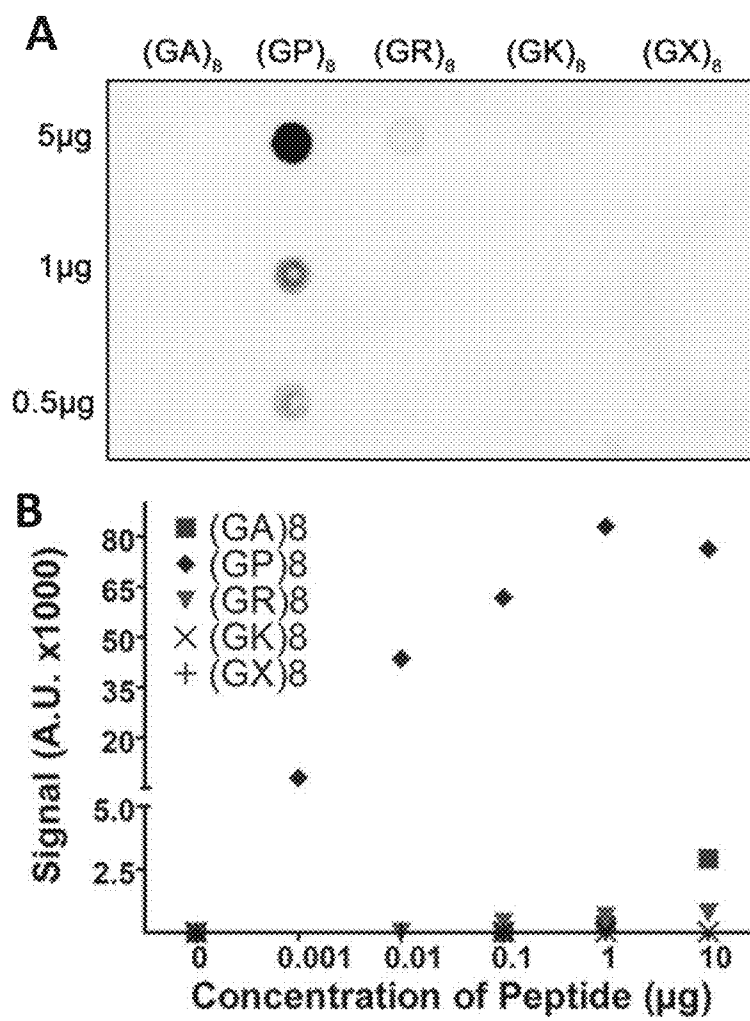 A
(GA)₈ (GP)₈ (GR)₈ (GK)₈ (GX)₈
5µg
1µg
0.5µg
B
80
65
50
35
20
5.0
2.5
Signal (A.U. x1000)
(GA)8
(GP)8
(GR)8
(GK)8
(GX)8
0 0.001 0.01 0.1 1 10
Concentration of Peptide (µg)